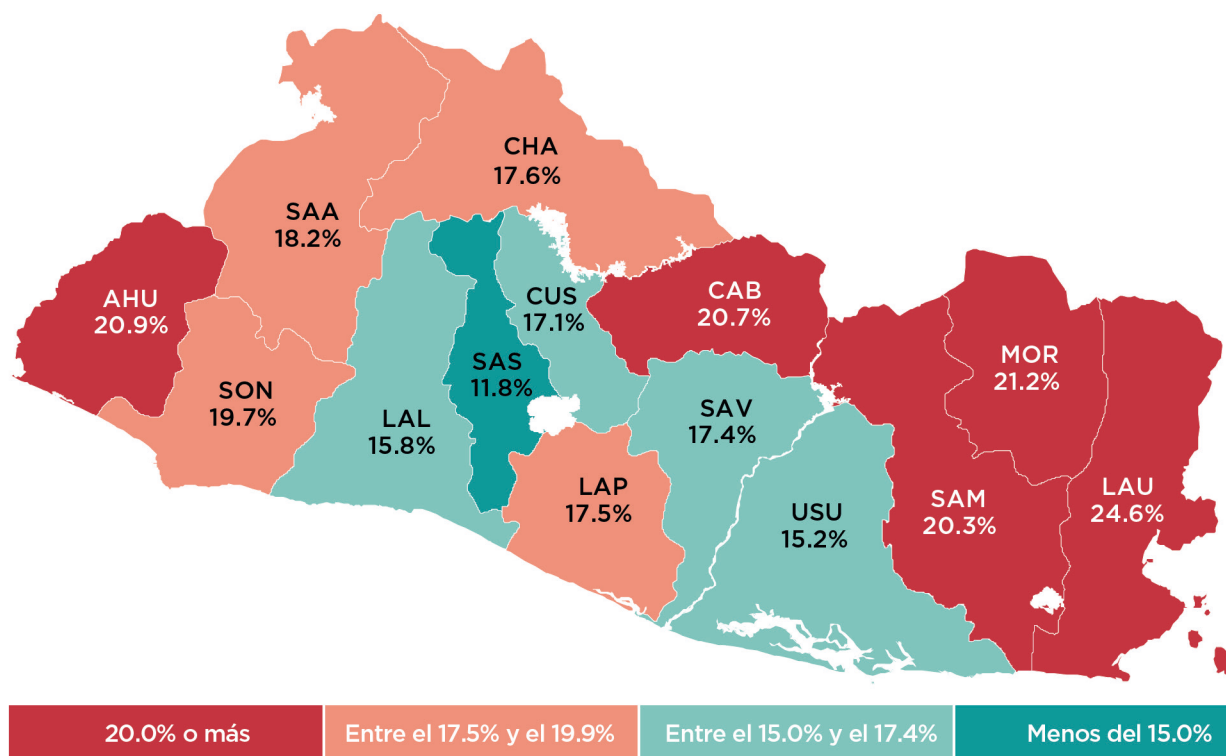 CHA
17.6%
SAA
18.2%
AHU
20.9%
CUS
17.1%
CAB
20.7%
MOR
21.2%
SAS
11.8%
SON
19.7%
LAL
15.8%
SAV
17.4%
LAP
17.5%
USU
15.2%
SAM
20.3%
LAU
24.6%
20.0% o más
Entre el 17.5% y el 19.9%
Entre el 15.0% y el 17.4%
Menos del 15.0%